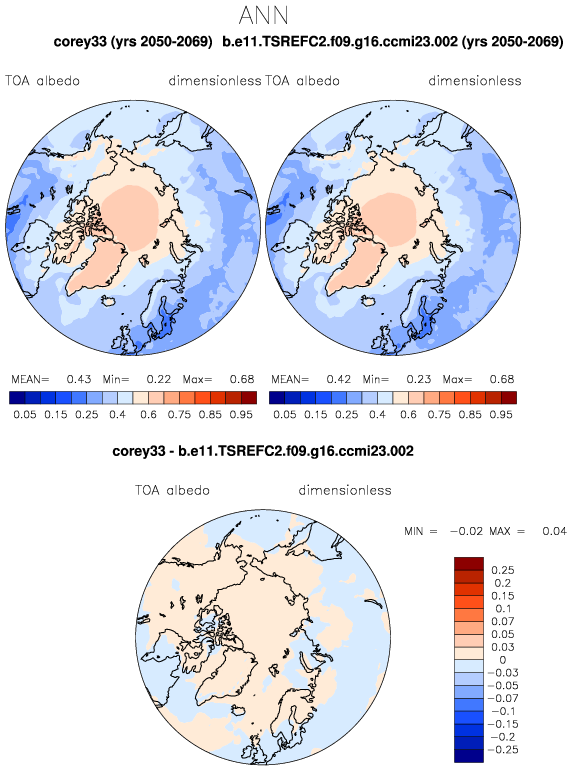 ANN
corey33 (yrs 2050-2069) b.e11.TSREFC2.f09.g16.ccmi23.002 (yrs 2050-2069)
TOA albedo dimensionless TOA albedo dimensionless
MEAN= 0.43 Min= 0.22 Max= 0.68 MEAN= 0.42 Min= 0.23 Max= 0.68
0.05 0.15 0.25 0.4 0.6 0.75 0.85 0.95 0.05 0.15 0.25 0.4 0.6 0.75 0.85 0.95
corey33 - b.e11.TSREFC2.f09.g16.ccmi23.002
TOA albedo dimensionless
MIN = -0.02 MAX = 0.04
0.25
0.2
0.15
0.1
0.07
0.05
0.03
0
-0.03
-0.05
-0.07
-0.1
-0.15
-0.2
-0.25